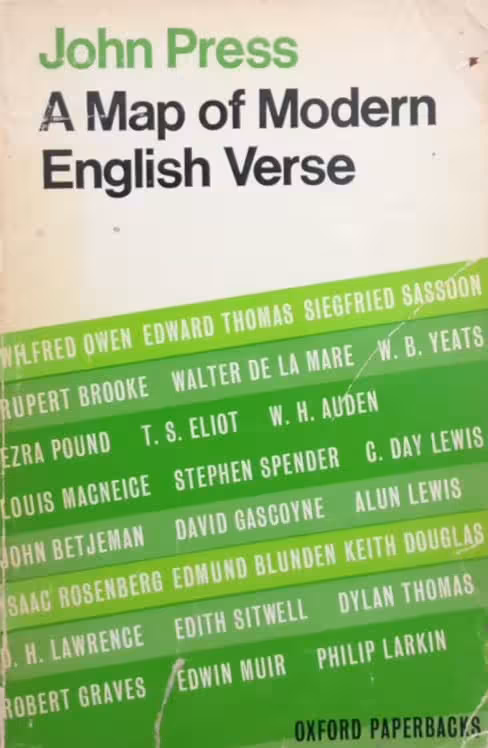 John Press
A Map of Modern
English Verse
WILFRED OWEN EDWARD THOMAS SIEGFRIED SASSOON
RUPERT BROOKE WALTER DE LA MARE W. B. YEATS
EZRA POUND T. S. ELIOT W. H. AUDEN
LOUIS MACNEICE STEPHEN SPENDER C. DAY LEWIS
JOHN BETJEMAN DAVID GASCOYNE ALUN LEWIS
ISAAC ROSENBERG EDMUND BLUNDEN KEITH DOUGLAS
D. H. LAWRENCE EDITH SITWELL DYLAN THOMAS
ROBERT GRAVES EDWIN MUIR PHILIP LARKIN
OXFORD PAPERBACKS